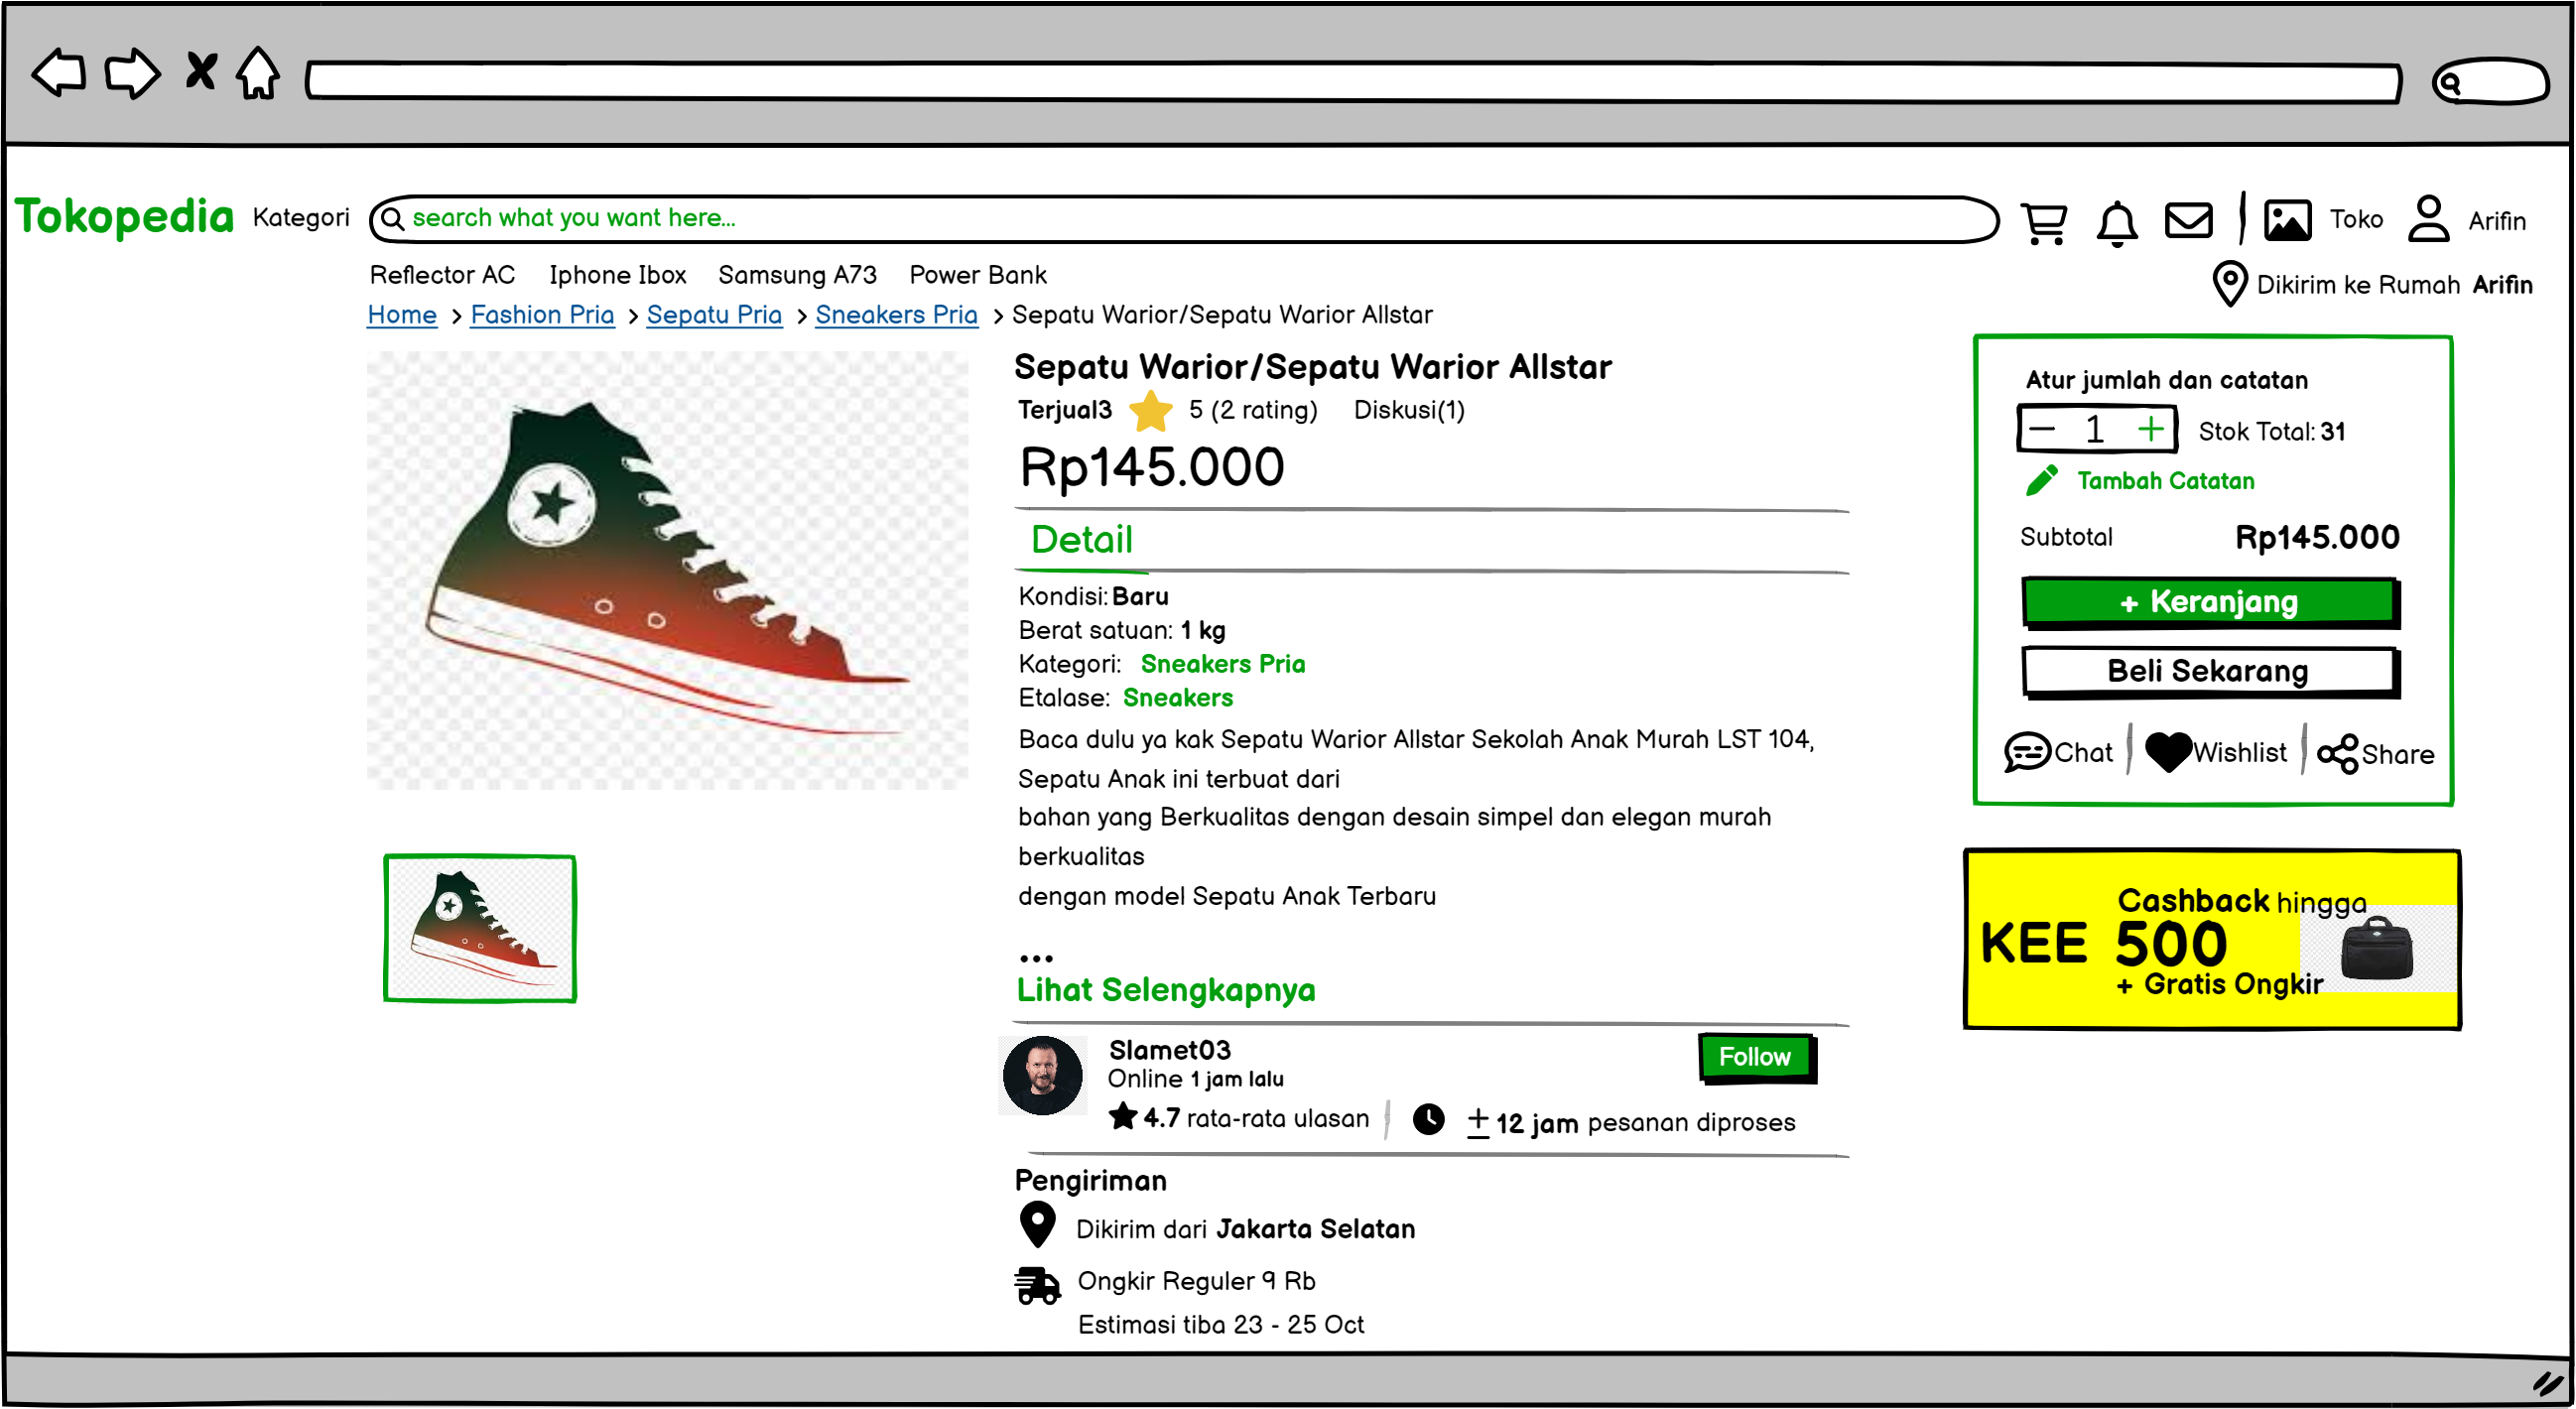 Tokopedia Kategori search what you want here... Toko Arifin
Reflector AC Iphone Ibox Samsung A73 Power Bank
Dikirim ke Rumah Arifin
Home > Fashion Pria > Sepatu Pria > Sneakers Pria > Sepatu Warior/Sepatu Warior Allstar
Sepatu Warior/Sepatu Warior Allstar
Terjual3 5 (2 rating) Diskusi(1)
Rp145.000
Detail
Kondisi: Baru
Berat satuan: 1 kg
Kategori: Sneakers Pria
Etalase: Sneakers
Baca dulu ya kak Sepatu Warior Allstar Sekolah Anak Murah LST 104,
Sepatu Anak ini terbuat dari
bahan yang Berkualitas dengan desain simpel dan elegan murah
berkualitas
dengan model Sepatu Anak Terbaru
...
Lihat Selengkapnya
Slamet03
Follow
Online 1 jam lalu
4.7 rata-rata ulasan
± 12 jam pesanan diproses
Pengiriman
Dikirim dari Jakarta Selatan
Ongkir Reguler 9 Rb
Estimasi tiba 23 - 25 Oct
Atur jumlah dan catatan
− 1 + Stok Total: 31
Tambah Catatan
Subtotal Rp145.000
+ Keranjang
Beli Sekarang
Chat Wishlist Share
Cashback hingga
KEE 500
+ Gratis Ongkir